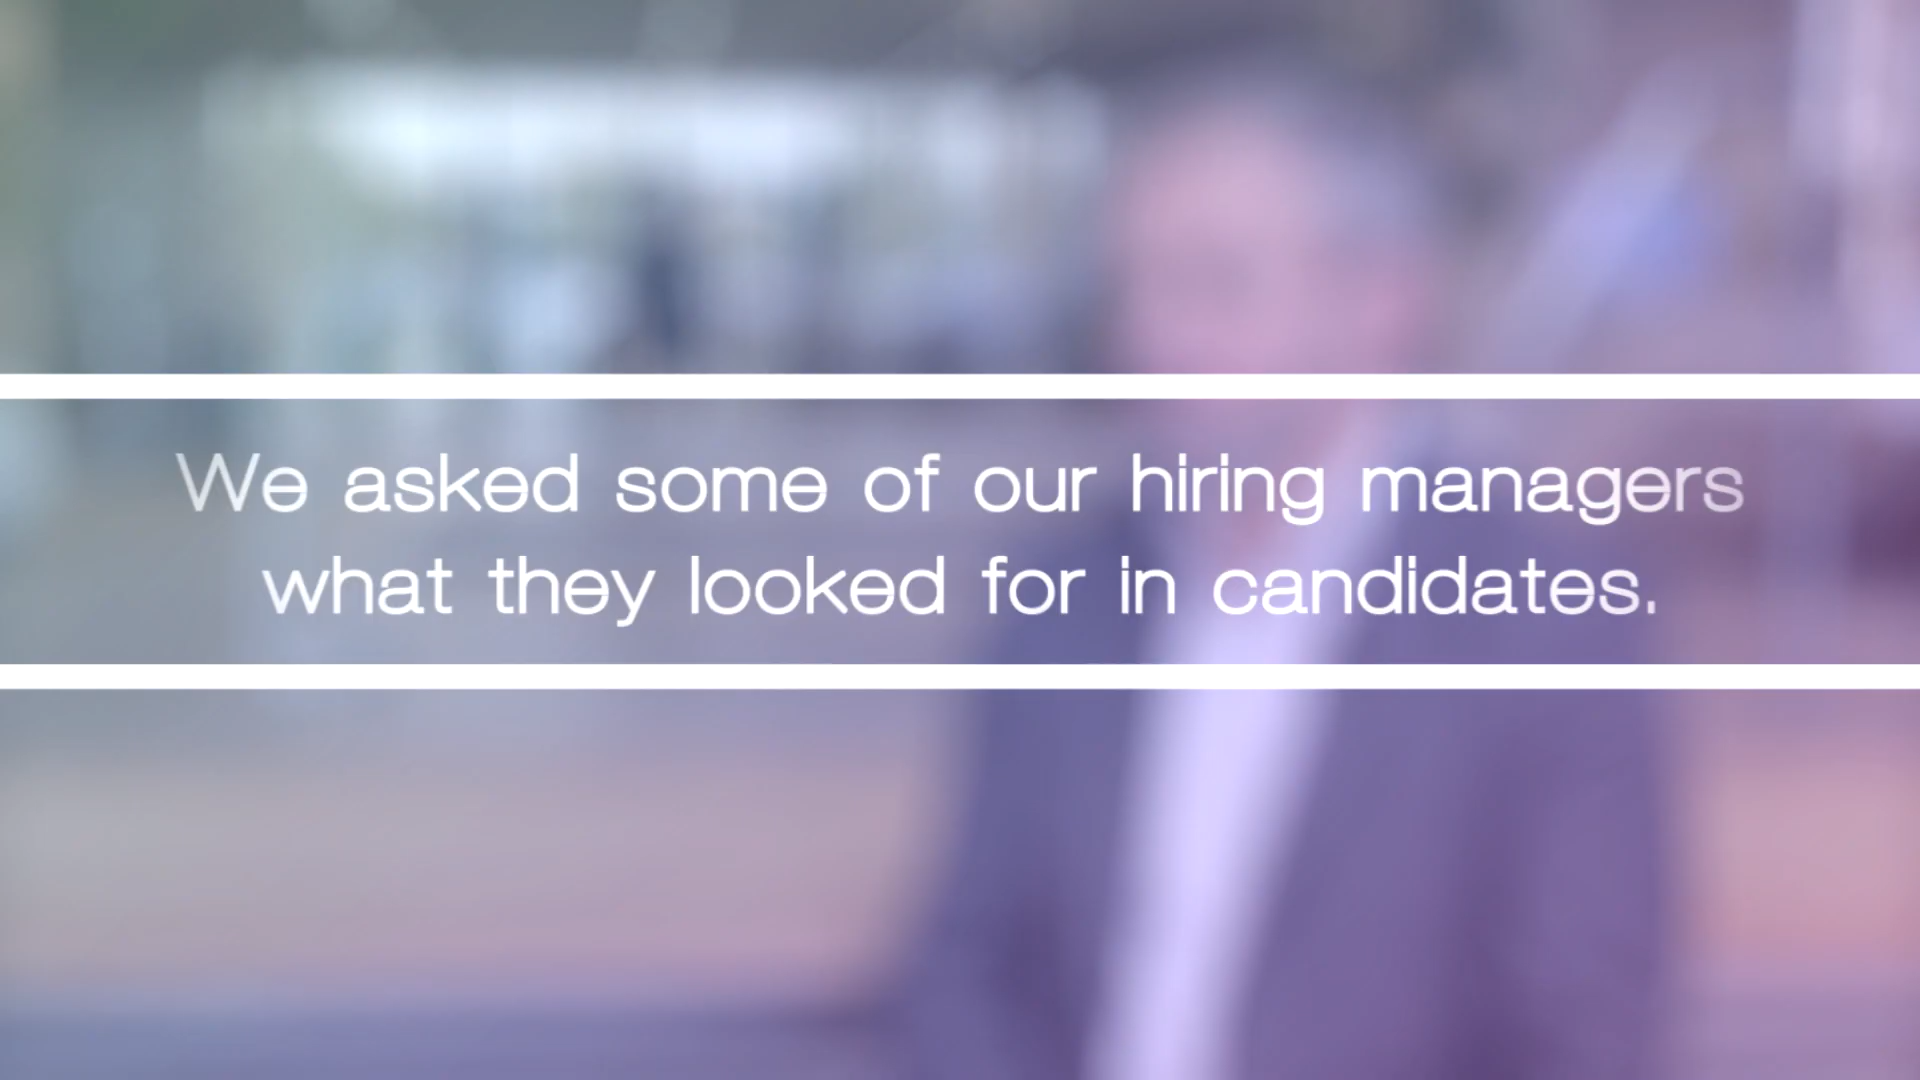 We asked some of our hiring managers
what they looked for in candidates.